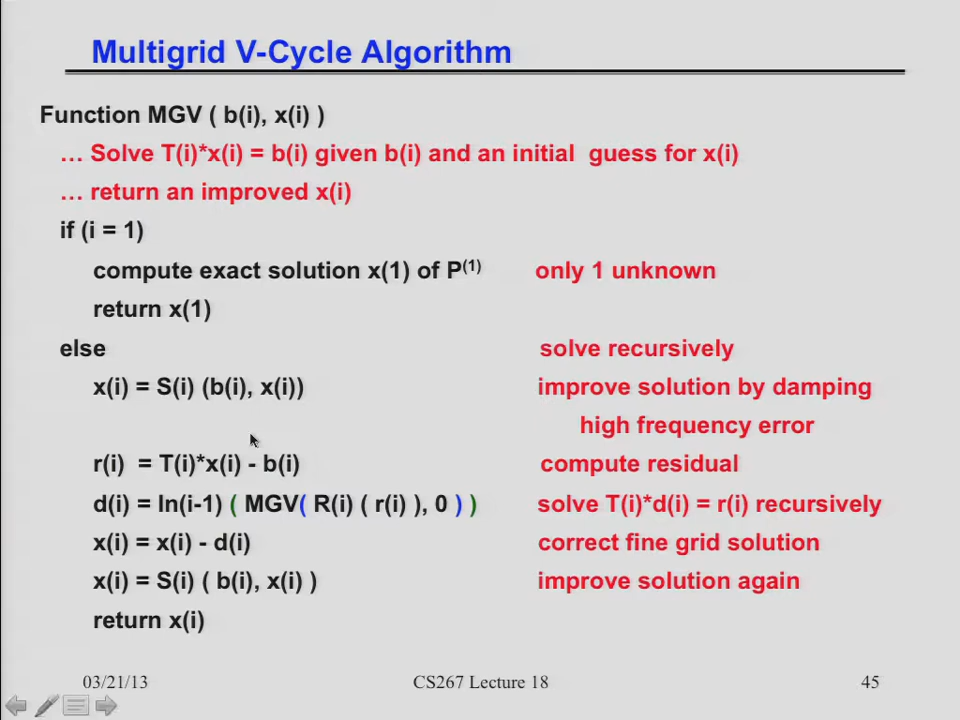 Multigrid V-Cycle Algorithm
Function MGV ( b(i), x(i) )
… Solve T(i)*x(i) = b(i) given b(i) and an initial guess for x(i)
… return an improved x(i)
if (i = 1)
compute exact solution x(1) of P(1) only 1 unknown
return x(1)
else solve recursively
x(i) = S(i) (b(i), x(i)) improve solution by damping
high frequency error
r(i) = T(i)*x(i) - b(i) compute residual
d(i) = In(i-1) ( MGV( R(i) ( r(i) ), 0 ) ) solve T(i)*d(i) = r(i) recursively
x(i) = x(i) - d(i) correct fine grid solution
x(i) = S(i) ( b(i), x(i) ) improve solution again
return x(i)
03/21/13 CS267 Lecture 18 45